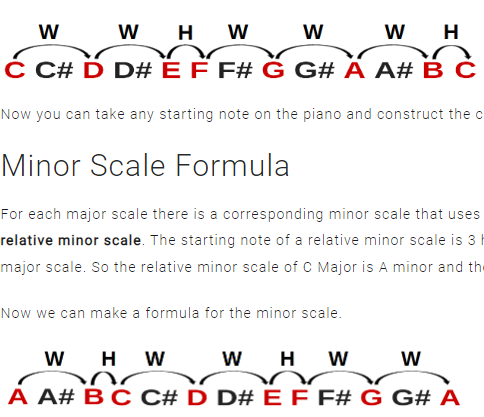 W W H W W W H
C C# D D# E F F# G G# A A# B C
Now you can take any starting note on the piano and construct the c
Minor Scale Formula
For each major scale there is a corresponding minor scale that uses
relative minor scale. The starting note of a relative minor scale is 3 h
major scale. So the relative minor scale of C Major is A minor and the
Now we can make a formula for the minor scale.
W H W W H W W
A A# B C C# D D# E F F# G G# A